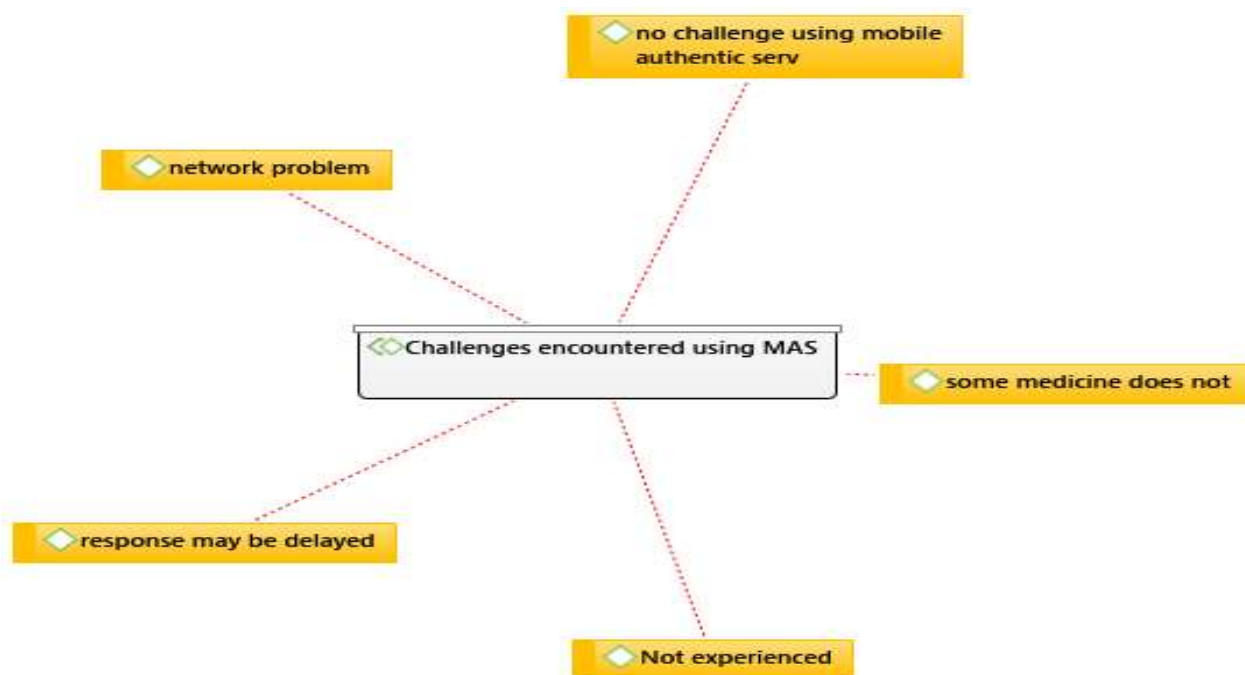 no challenge using mobile
authentic serv
network problem
Challenges encountered using MAS
some medicine does not
response may be delayed
Not experienced